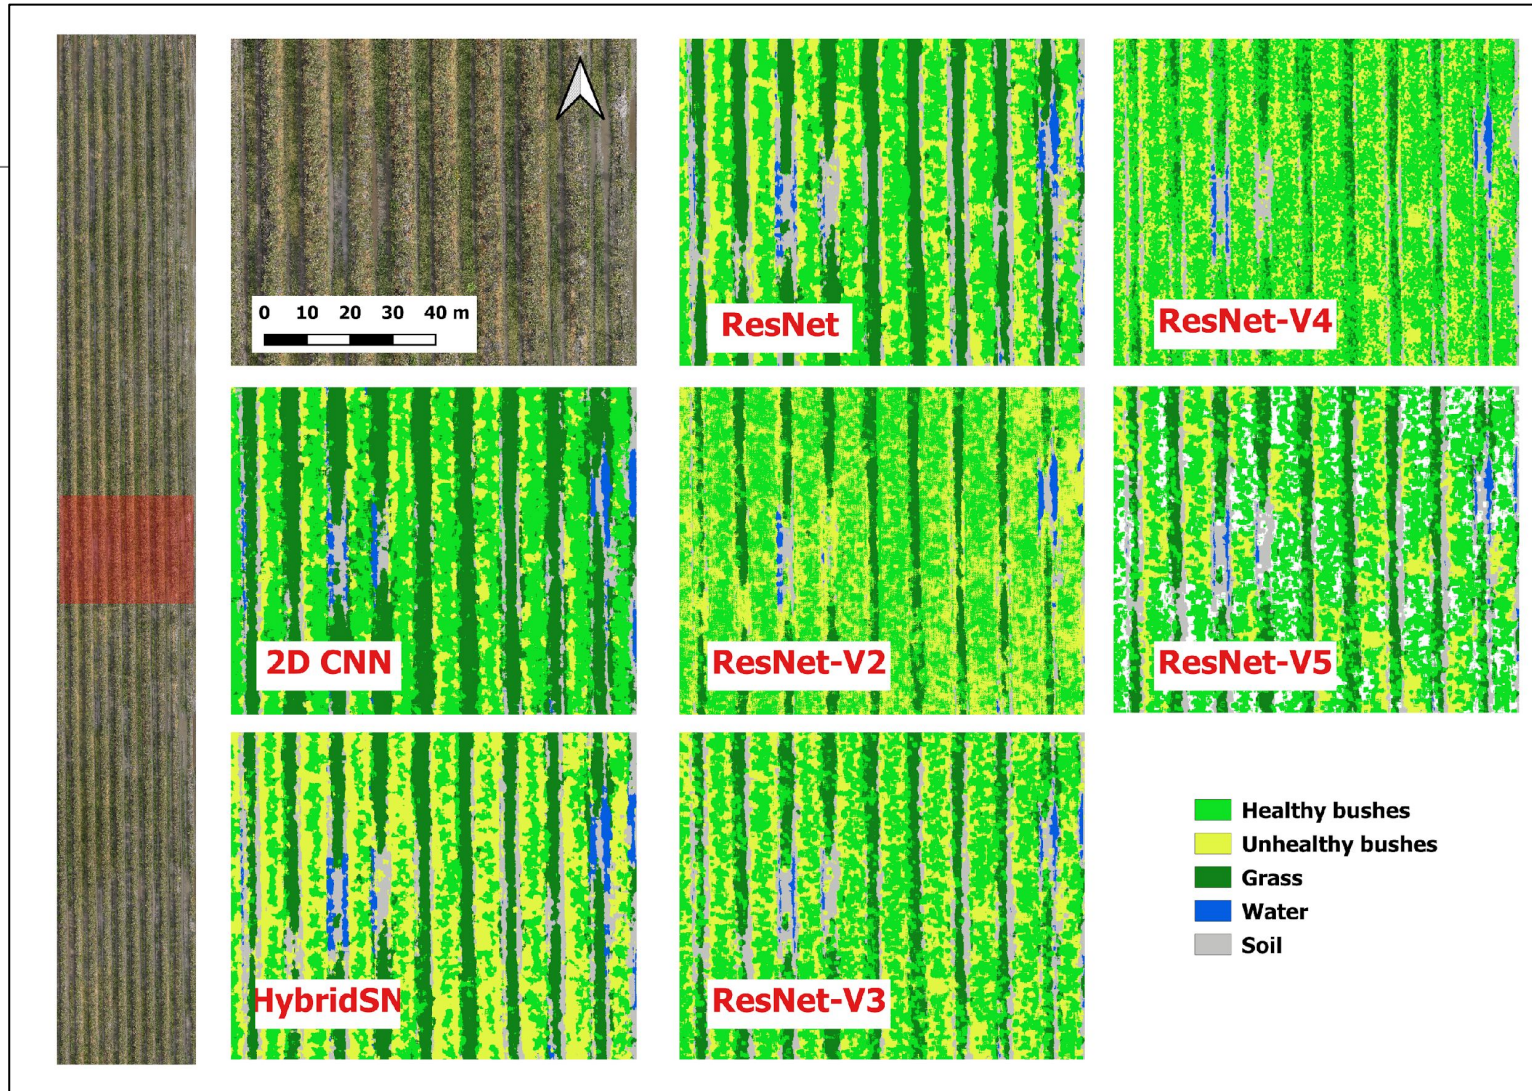 0 10 20 30 40 m
ResNet
ResNet-V4
2D CNN
ResNet-V2
ResNet-V5
HybridSN
ResNet-V3
Healthy bushes
Unhealthy bushes
Grass
Water
Soil